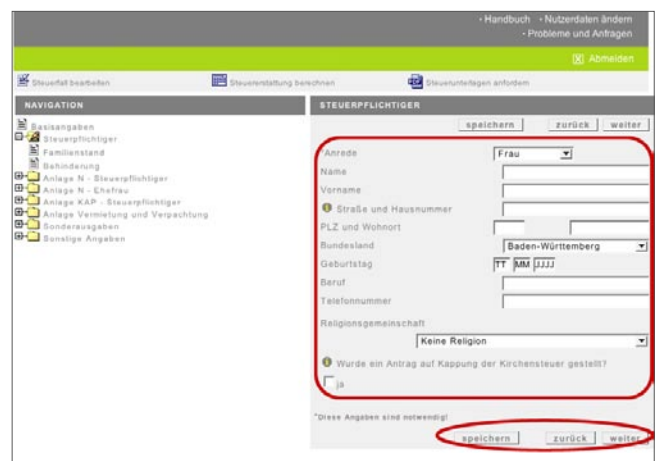 • Handbuch • Nutzerdaten ändern
• Probleme und Anfragen
[X] Abmelden
Steuerfall bearbeiten Steuererstattung berechnen Steuerunterlagen anfordern
NAVIGATION
Basisangaben
Steuerpflichtiger
Familienstand
Behinderung
Anlage N - Steuerpflichtiger
Anlage N - Ehefrau
Anlage KAP - Steuerpflichtiger
Anlage Vermietung und Verpachtung
Sonderausgaben
Sonstige Angaben
STEUERPFLICHTIGER
speichern zurück weiter
*Anrede Frau
Name
Vorname
Straße und Hausnummer
PLZ und Wohnort
Bundesland Baden-Württemberg
Geburtstag TT MM JJJJ
Beruf
Telefonnummer
Religionsgemeinschaft
Keine Religion
Wurde ein Antrag auf Kappung der Kirchensteuer gestellt?
ja
*Diese Angaben sind notwendig!
speichern zurück weiter